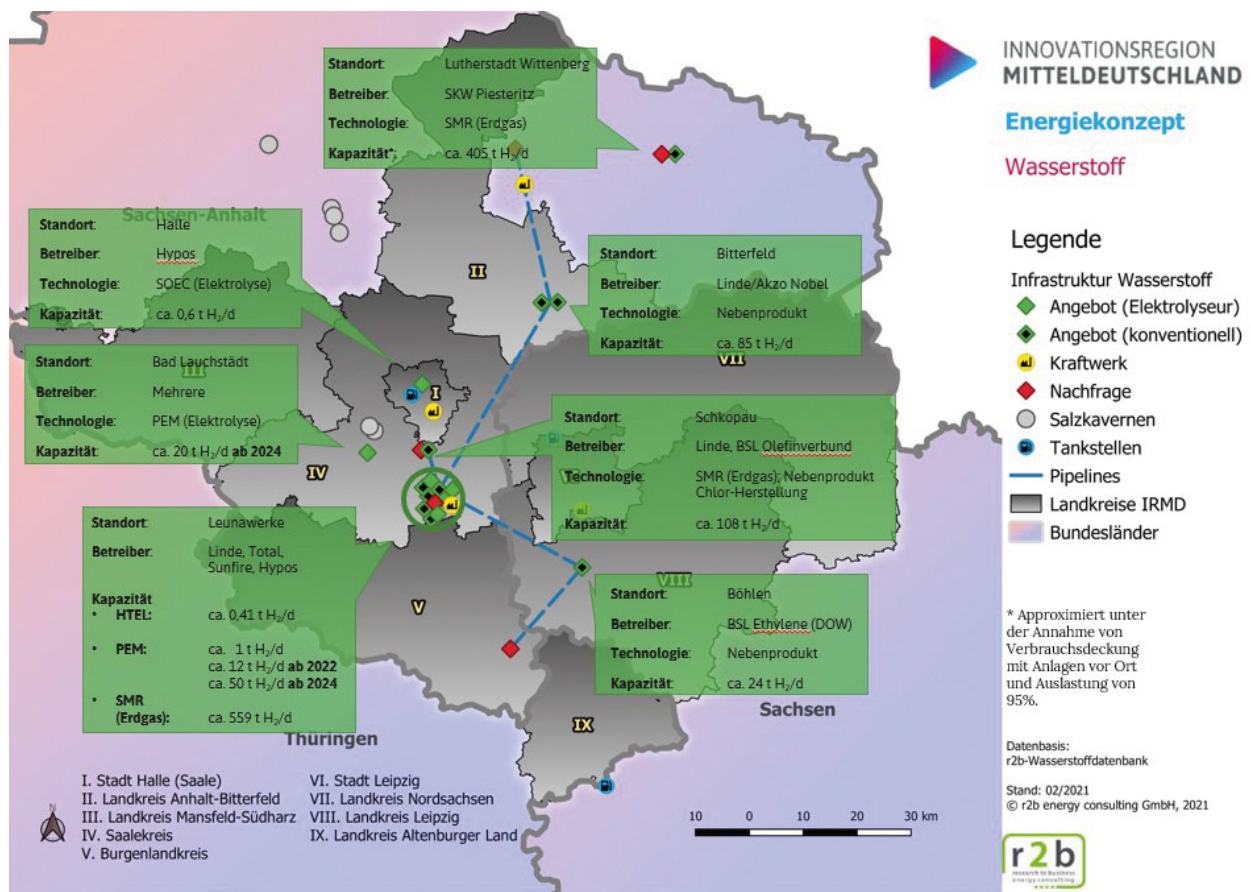 INNOVATIONSREGION
MITTELDEUTSCHLAND
Energiekonzept
Wasserstoff
Standort: Lutherstadt Wittenberg
Betreiber: SKW Piesteritz
Technologie: SMR (Erdgas)
Kapazität*: ca. 405 t H₂/d
Sachsen-Anhalt
Standort: Halle
Betreiber: Hypos
Technologie: SOEC (Elektrolyse)
Kapazität: ca. 0,6 t H₂/d
II
Standort: Bitterfeld
Betreiber: Linde/Akzo Nobel
Technologie: Nebenprodukt
Kapazität: ca. 85 t H₂/d
VII
Standort: Bad Lauchstädt
III
Betreiber: Mehrere
Technologie: PEM (Elektrolyse)
Kapazität: ca. 20 t H₂/d ab 2024
I
IV
Standort: Schkopau
Betreiber: Linde, BSL Olefinverbund
Technologie: SMR (Erdgas); Nebenprodukt
Chlor-Herstellung
Kapazität: ca. 108 t H₂/d
Standort: Leunawerke
Betreiber: Linde, Total,
Sunfire, Hypos
Kapazität
• HTEL: ca. 0,41 t H₂/d
• PEM: ca. 1 t H₂/d
ca. 12 t H₂/d ab 2022
ca. 50 t H₂/d ab 2024
• SMR
(Erdgas): ca. 559 t H₂/d
V
VIII
Standort: Böhlen
Betreiber: BSL Ethylene (DOW)
Technologie: Nebenprodukt
Kapazität: ca. 24 t H₂/d
IX
Sachsen
Thüringen
I. Stadt Halle (Saale)
II. Landkreis Anhalt-Bitterfeld
III. Landkreis Mansfeld-Südharz
IV. Saalekreis
V. Burgenlandkreis
VI. Stadt Leipzig
VII. Landkreis Nordsachsen
VIII. Landkreis Leipzig
IX. Landkreis Altenburger Land
N
10 0 10 20 30 km
Legende
Infrastruktur Wasserstoff
Angebot (Elektrolyseur)
Angebot (konventionell)
Kraftwerk
Nachfrage
Salzkavernen
Tankstellen
Pipelines
Landkreise IRMD
Bundesländer
* Approximiert unter
der Annahme von
Verbrauchsdeckung
mit Anlagen vor Ort
und Auslastung von
95%.
Datenbasis:
r2b-Wasserstoffdatenbank
Stand: 02/2021
© r2b energy consulting GmbH, 2021
r2b
research to business
energy consulting